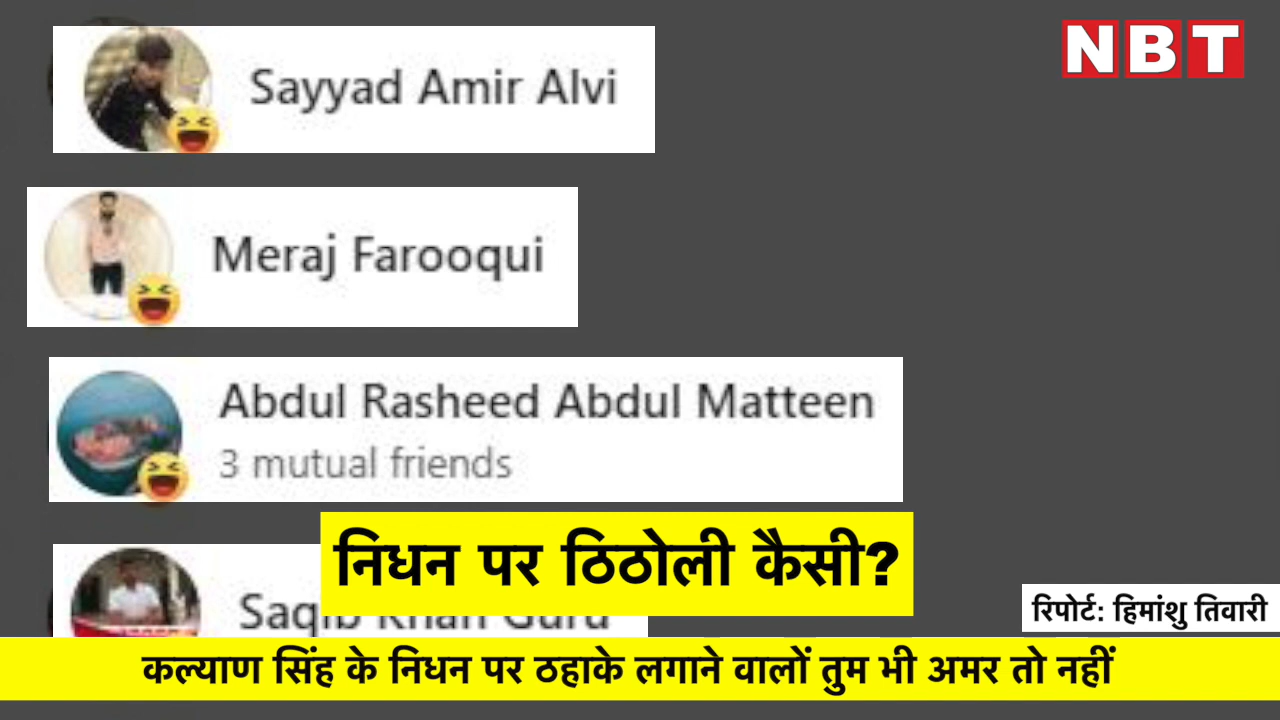 NBT
Sayyad Amir Alvi
Meraj Farooqui
Abdul Rasheed Abdul Matteen
3 mutual friends
निधन पर ठिठोली कैसी?
Saqib Khan Guru
रिपोर्ट: हिमांशु तिवारी
कल्याण सिंह के निधन पर ठहाके लगाने वालों तुम भी अमर तो नहीं